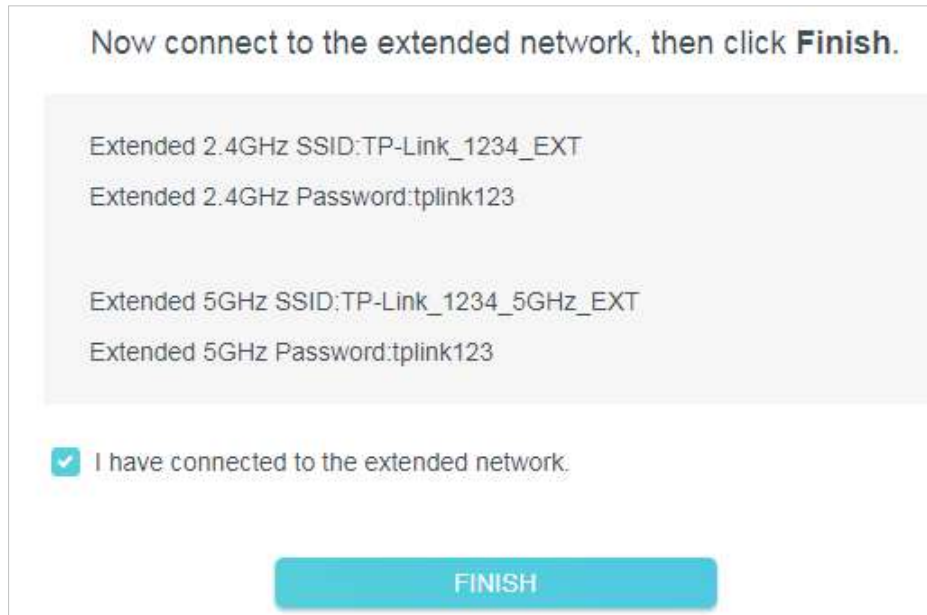 Now connect to the extended network, then click Finish.
Extended 2.4GHz SSID:TP-Link_1234_EXT
Extended 2.4GHz Password:tplink123
Extended 5GHz SSID:TP-Link_1234_5GHz_EXT
Extended 5GHz Password:tplink123
I have connected to the extended network.
FINISH